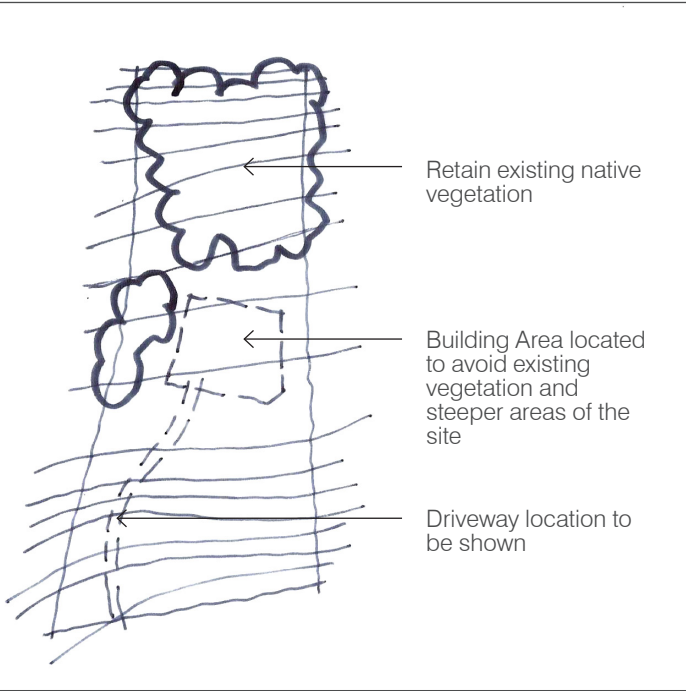 Retain existing native
vegetation
Building Area located
to avoid existing
vegetation and
steeper areas of the
site
Driveway location to
be shown